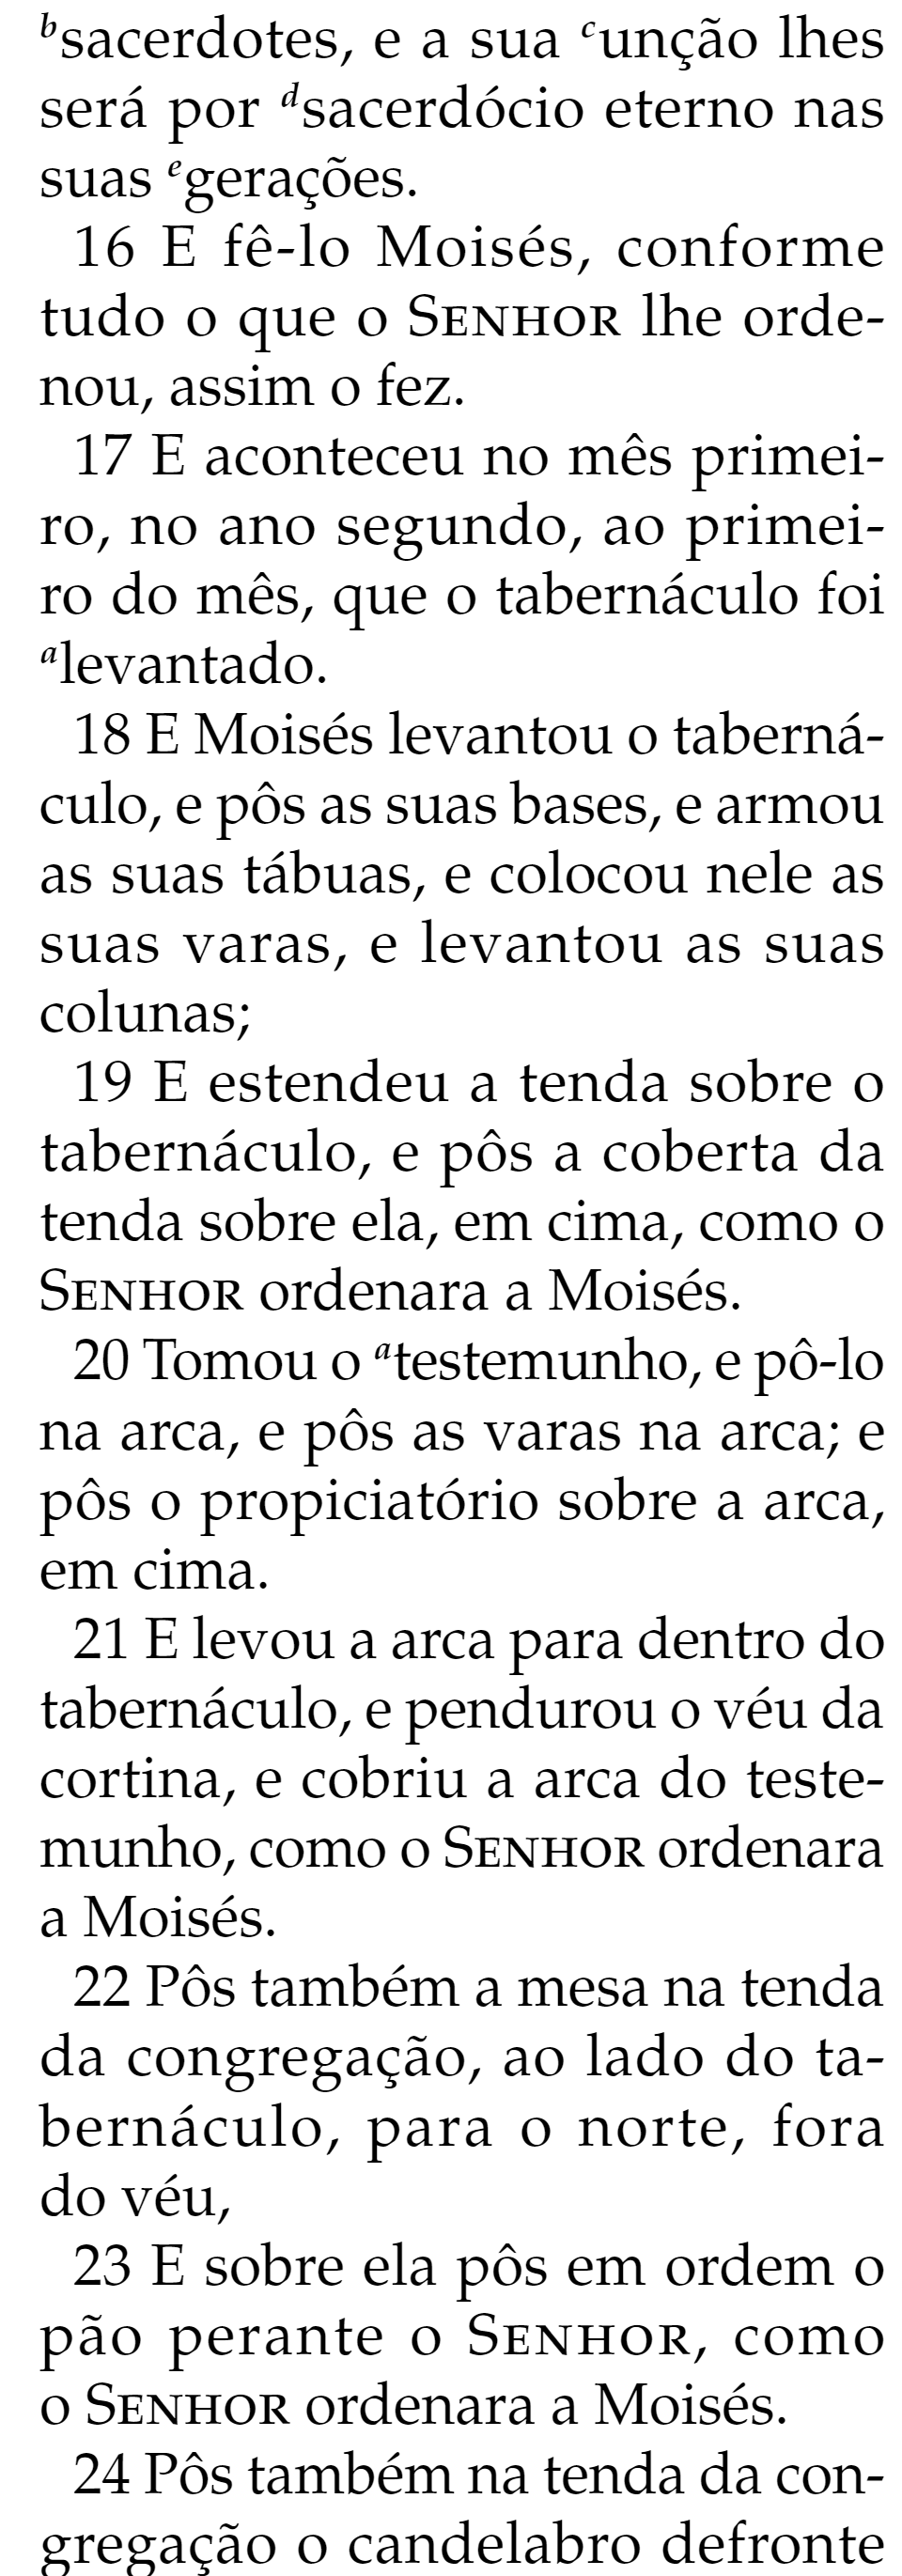 bsacerdotes, e a sua cunção lhes
será por dsacerdócio eterno nas
suas egerações.
16 E fê-lo Moisés, conforme
tudo o que o SENHOR lhe orde-
nou, assim o fez.
17 E aconteceu no mês primei-
ro, no ano segundo, ao primei-
ro do mês, que o tabernáculo foi
alevantado.
18 E Moisés levantou o taberná-
culo, e pôs as suas bases, e armou
as suas tábuas, e colocou nele as
suas varas, e levantou as suas
colunas;
19 E estendeu a tenda sobre o
tabernáculo, e pôs a coberta da
tenda sobre ela, em cima, como o
SENHOR ordenara a Moisés.
20 Tomou o atestemunho, e pô-lo
na arca, e pôs as varas na arca; e
pôs o propiciatório sobre a arca,
em cima.
21 E levou a arca para dentro do
tabernáculo, e pendurou o véu da
cortina, e cobriu a arca do teste-
munho, como o SENHOR ordenara
a Moisés.
22 Pôs também a mesa na tenda
da congregação, ao lado do ta-
bernáculo, para o norte, fora
do véu,
23 E sobre ela pôs em ordem o
pão perante o SENHOR, como
o SENHOR ordenara a Moisés.
24 Pôs também na tenda da con-
gregação o candelabro defronte